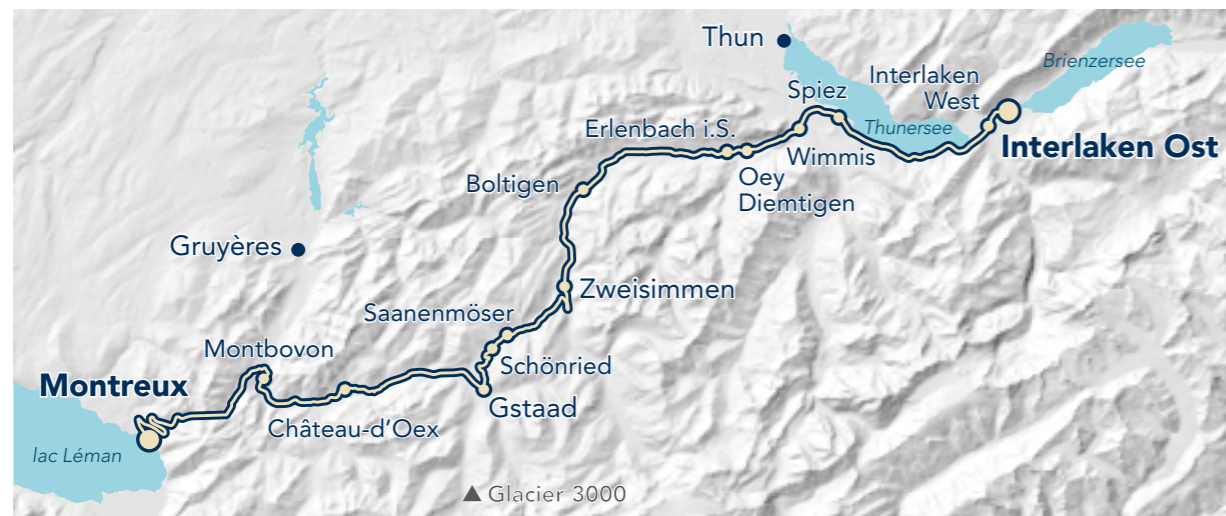 Thun
Brienzersee
Interlaken
West
Spiez
Erlenbach i.S.
Thunersee
Interlaken Ost
Wimmis
Oey
Diemtigen
Boltigen
Gruyères
Zweisimmen
Saanenmöser
Montbovon
Schönried
Montreux
Gstaad
Château-d'Oex
lac Léman
Glacier 3000